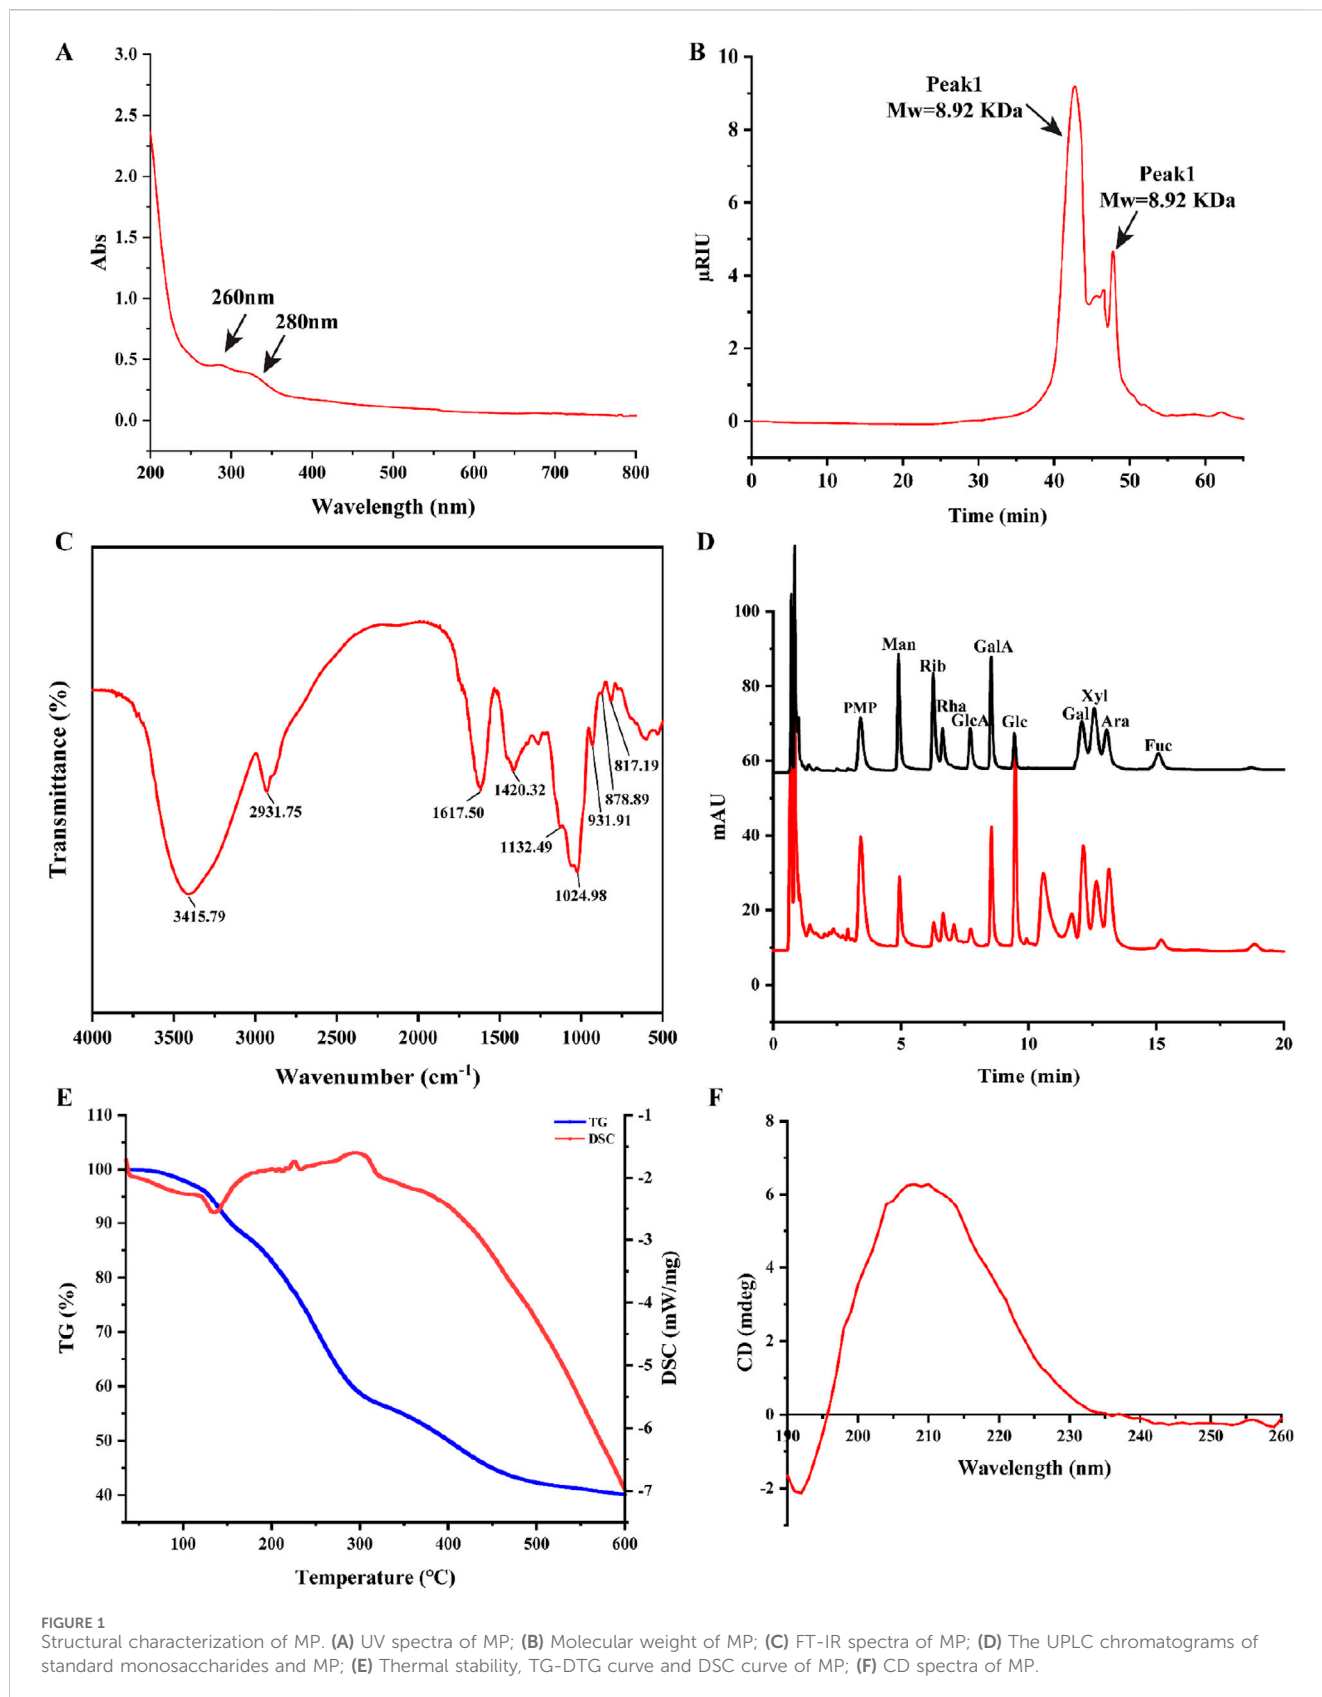 A
3.0
2.5
2.0
1.5
1.0
0.5
0.0
Abs
260nm
280nm
200 300 400 500 600 700 800
Wavelength (nm)
B
10
8
6
4
2
0
μRIU
Peak1
Mw=8.92 KDa
Peak1
Mw=8.92 KDa
0 10 20 30 40 50 60
Time (min)
C
Transmittance (%)
3415.79
2931.75
1617.50
1420.32
1132.49
1024.98
931.91
878.89
817.19
4000 3500 3000 2500 2000 1500 1000 500
Wavenumber (cm-1)
D
100
80
60
40
20
0
mAU
PMP
Man
Rib
Rha
GlcA
GalA
Glc
Gal
Xyl
Ara
Fuc
0 5 10 15 20
Time (min)
E
110
100
90
80
70
60
50
40
TG (%)
TG
DSC
-1
-2
-3
-4
-5
-6
-7
DSC (mW/mg)
100 200 300 400 500 600
Temperature (°C)
F
8
6
4
2
0
-2
CD (mdeg)
190 200 210 220 230 240 250 260
Wavelength (nm)
FIGURE 1
Structural characterization of MP. (A) UV spectra of MP; (B) Molecular weight of MP; (C) FT-IR spectra of MP; (D) The UPLC chromatograms of
standard monosaccharides and MP; (E) Thermal stability, TG-DTG curve and DSC curve of MP; (F) CD spectra of MP.